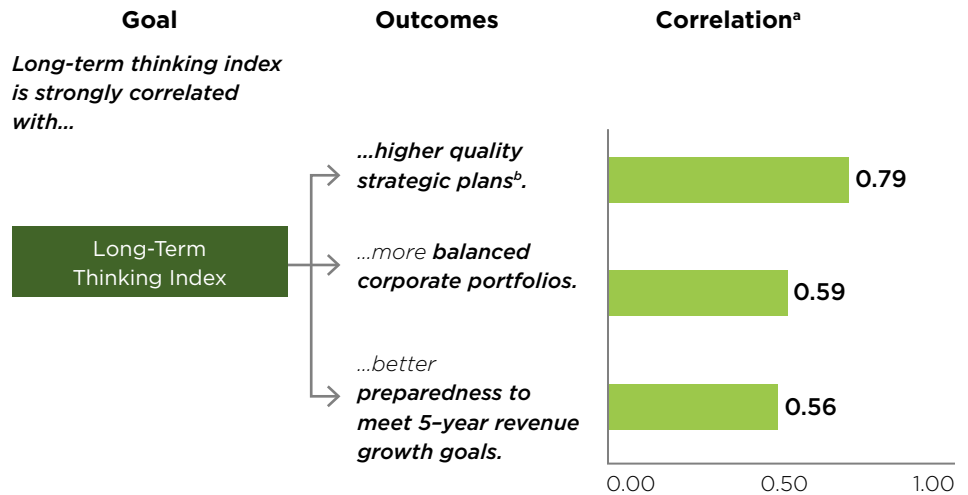 Goal
Outcomes
Correlationᵃ
Long-term thinking index
is strongly correlated
with...
...higher quality
strategic plansᵇ.
0.79
Long-Term
Thinking Index
...more balanced
corporate portfolios.
0.59
...better
preparedness to
meet 5–year revenue
growth goals.
0.56
0.00
0.50
1.00